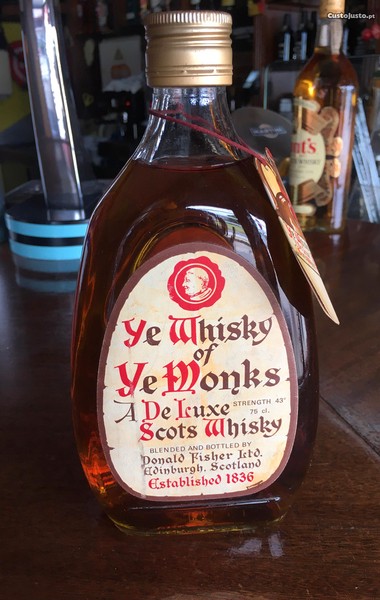 CustoJusto.pt
nt's
Ye Whisky
of
Ye Monks
A De Luxe
STRENGTH 43°
75 cl.
Scots Whisky
BLENDED AND BOTTLED BY
Donald Fisher Ltd.
Edinburgh, Scotland
Established 1836